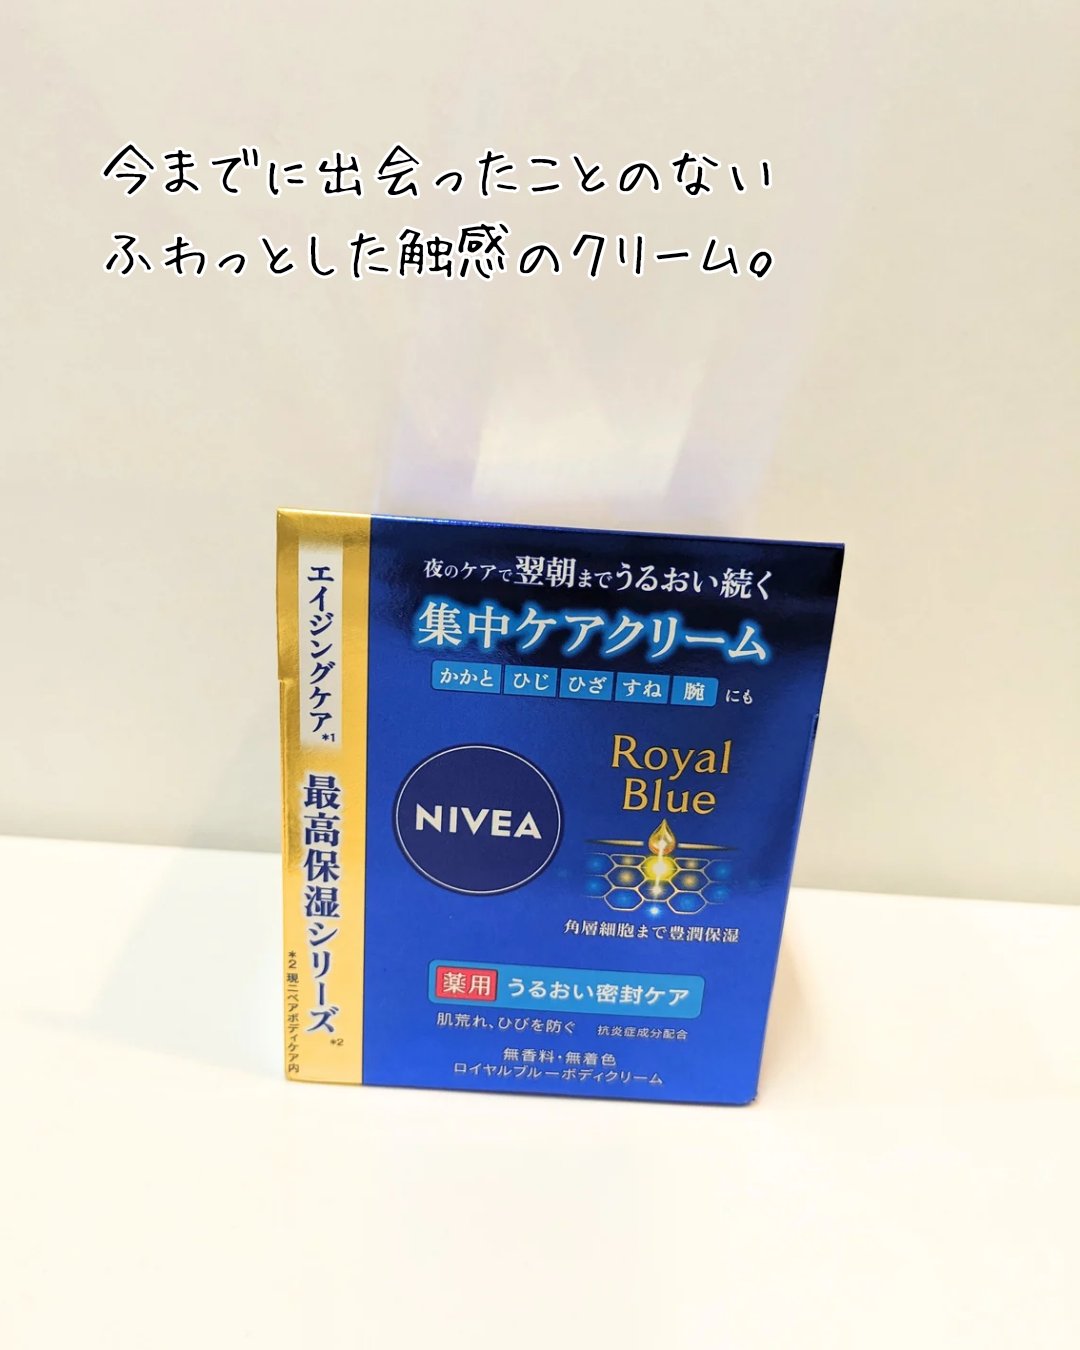 今までに出会ったことのない
ふわっとした触感のクリーム。
エイジングケア*1
最高保湿シリーズ*2
*2 現ニベアボディケア内
夜のケアで翌朝までうるおい続く
集中ケアクリーム
かかと ひじ ひざ すね 腕 にも
NIVEA
Royal
Blue
角層細胞まで豊潤保湿
薬用 うるおい密封ケア
肌荒れ、ひびを防ぐ 抗炎症成分配合
無香料・無着色
ロイヤルブルーボディクリーム